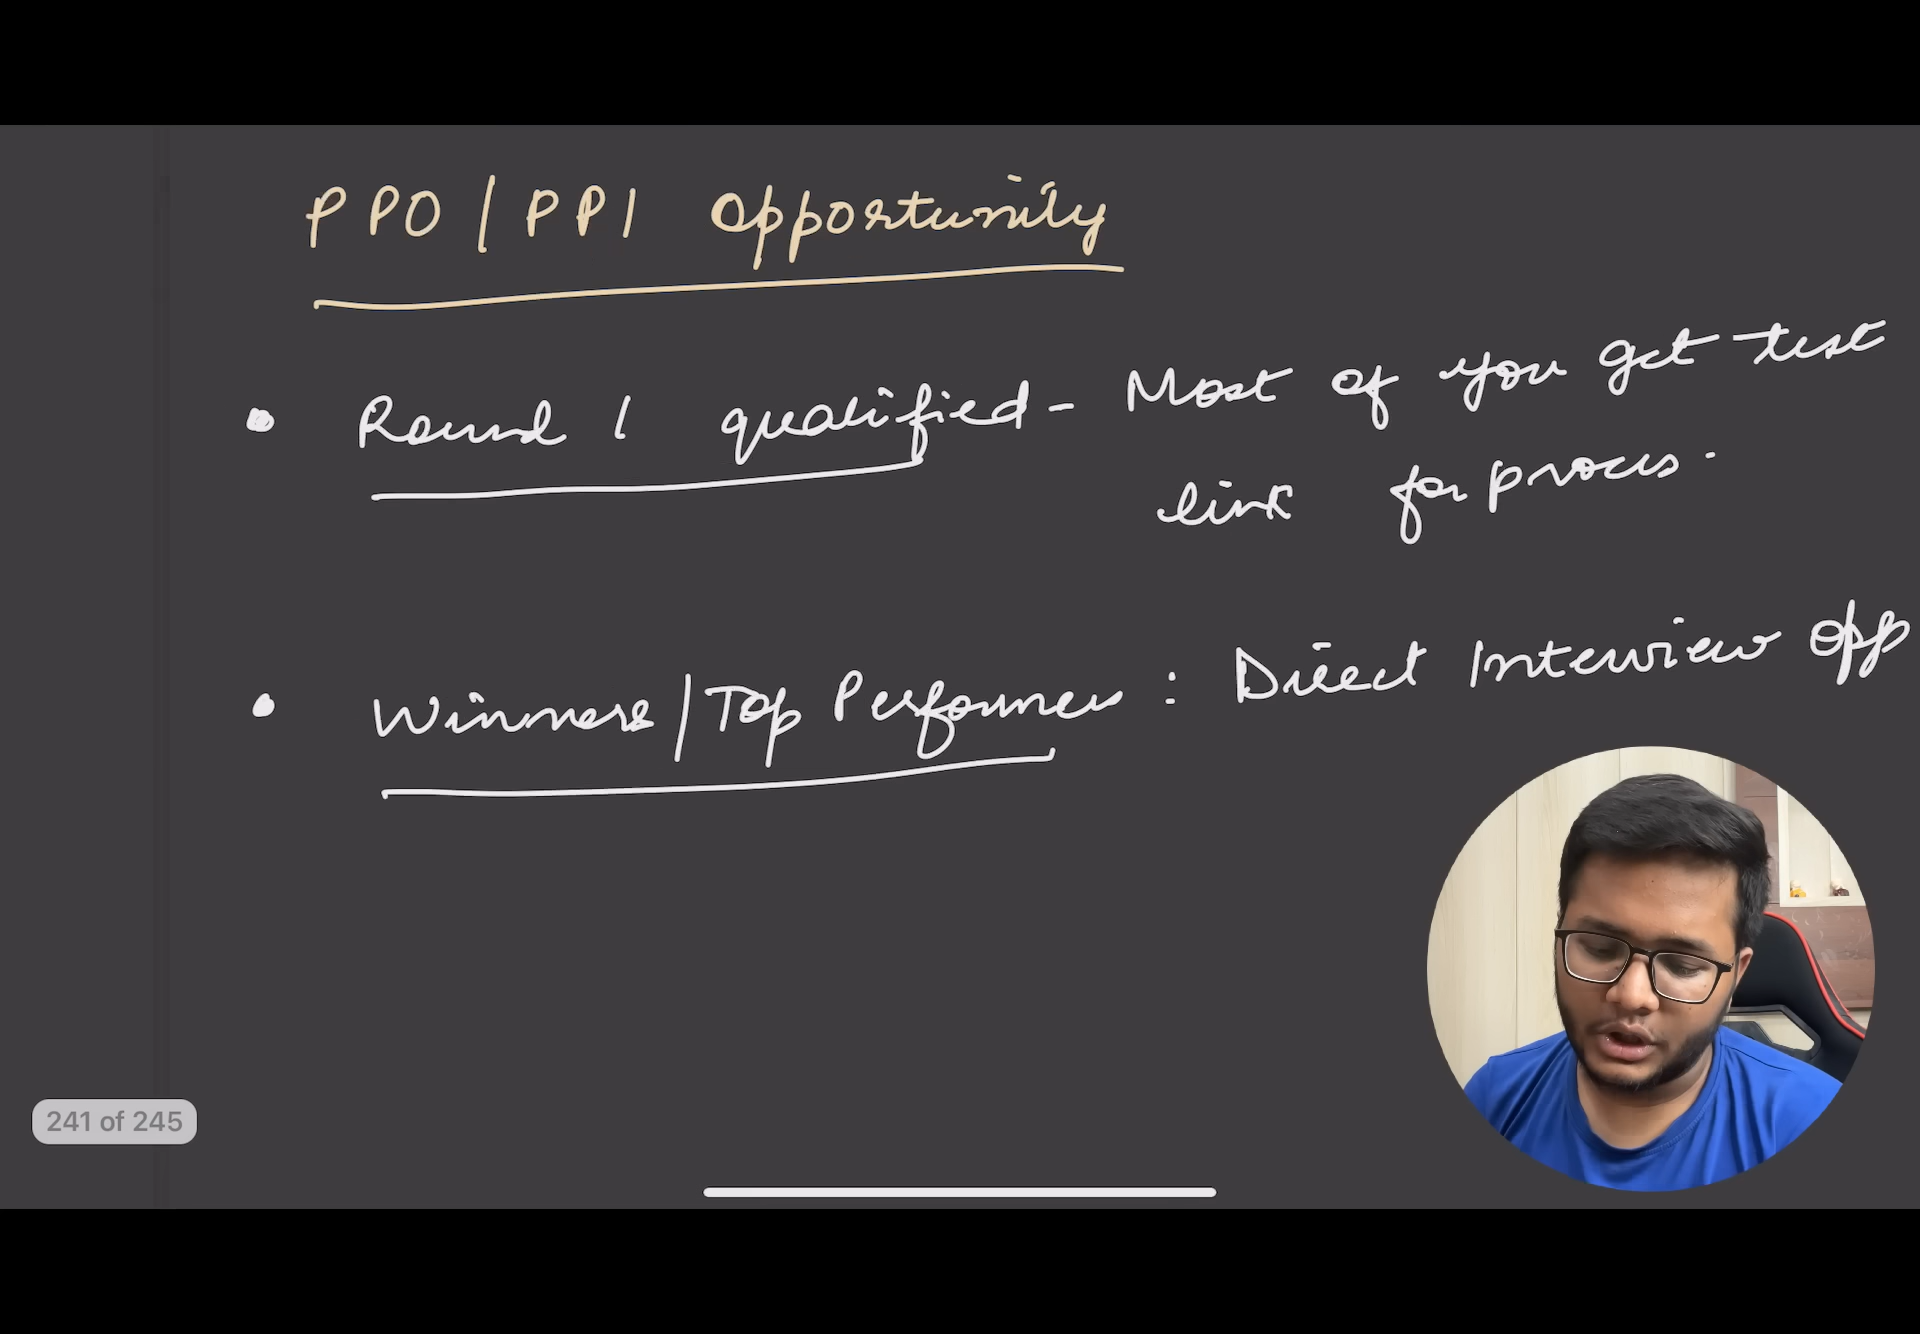 PPO / PPI Opportunity
• Round 1 qualified - Most of you get test
link for process.
• Winners / Top Performers : Direct Interview Opp
241 of 245